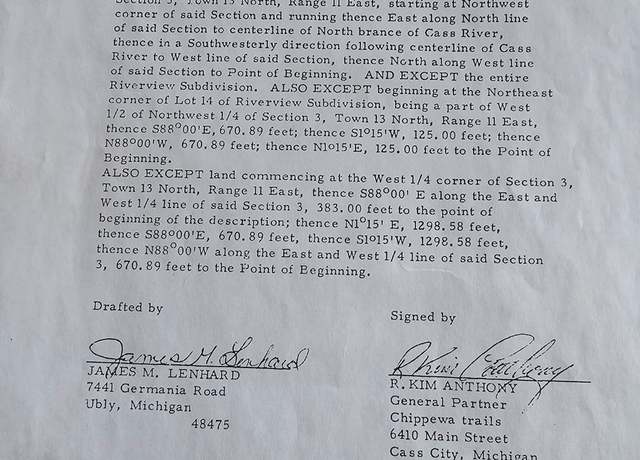 Section 3, Town 13 North, Range 11 East, starting at Northwest
corner of said Section and running thence East along North line
of said Section to centerline of North brance of Cass River,
thence in a Southwesterly direction following centerline of Cass
River to West line of said Section, thence North along West line
of said Section to Point of Beginning. AND EXCEPT the entire
Riverview Subdivision. ALSO EXCEPT beginning at the Northeast
corner of Lot 14 of Riverview Subdivision, being a part of West
1/2 of Northwest 1/4 of Section 3, Town 13 North, Range 11 East,
thence S88°00'E, 670.89 feet; thence S1°15'W, 125.00 feet; thence
N88°00'W, 670.89 feet; thence N1°15'E, 125.00 feet to the Point of
Beginning.
ALSO EXCEPT land commencing at the West 1/4 corner of Section 3,
Town 13 North, Range 11 East, thence S88°00' E along the East and
West 1/4 line of said Section 3, 383.00 feet to the point of
beginning of the description; thence N1°15' E, 1298.58 feet,
thence S88°00'E, 670.89 feet, thence S1°15'W, 1298.58 feet,
thence N88°00'W along the East and West 1/4 line of said Section
3, 670.89 feet to the Point of Beginning.
Drafted by
James M. Lenhard
JAMES M. LENHARD
7441 Germania Road
Ubly, Michigan
48475
Signed by
R Kim Anthony
R. KIM ANTHONY
General Partner
Chippewa trails
6410 Main Street
Cass City, Michigan